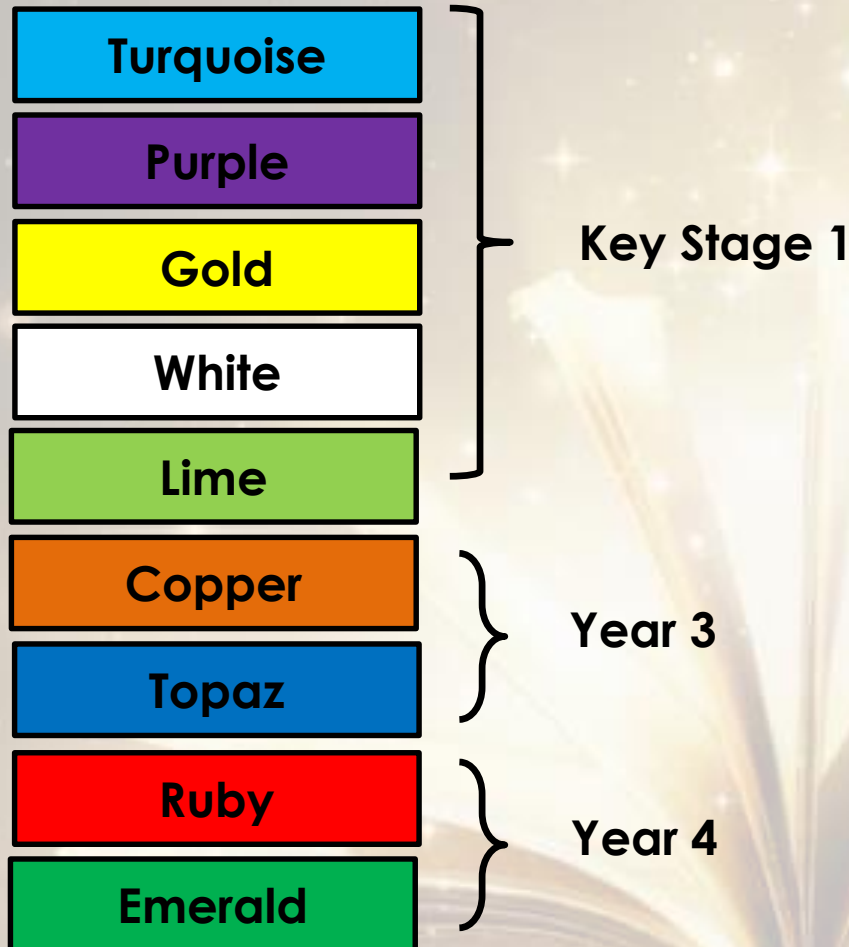 Turquoise
Purple
Gold
White
Lime
Key Stage 1
Copper
Topaz
Year 3
Ruby
Emerald
Year 4